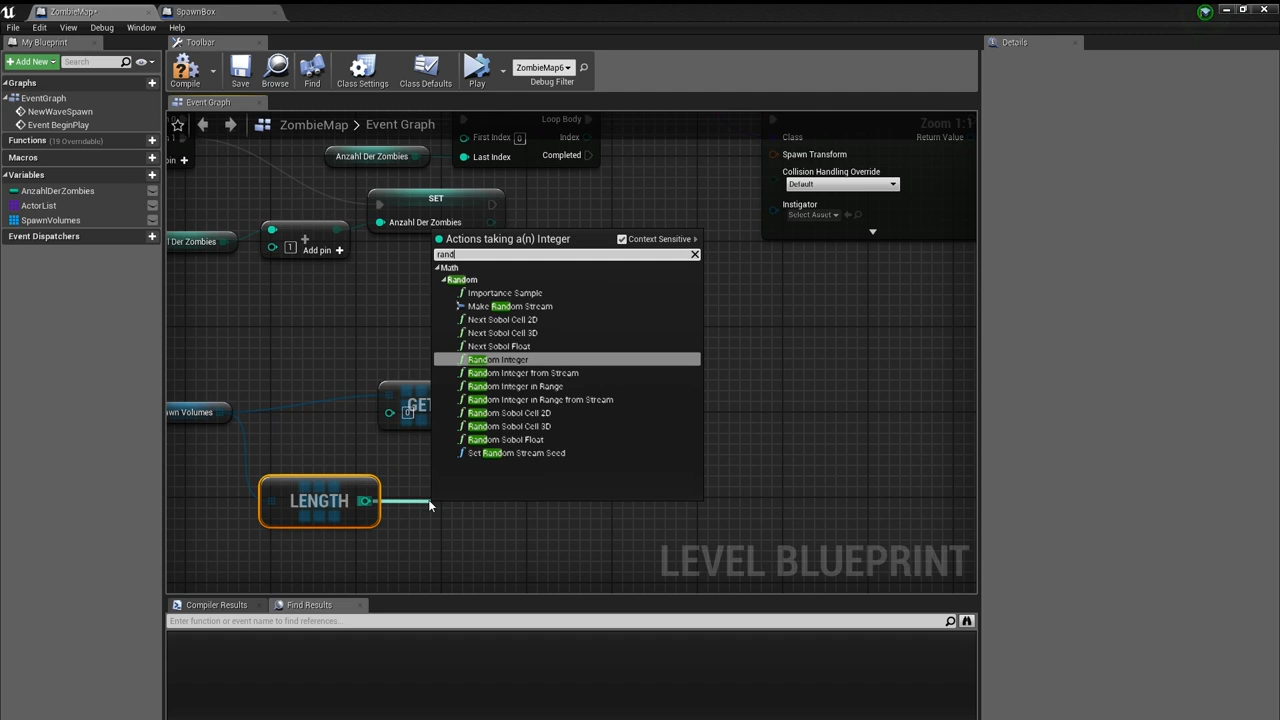 ZombieMap*
SpawnBox
File Edit View Debug Window Help
My Blueprint
Toolbar
Details
Add New
Search
Compile
Save
Browse
Find
Class Settings
Class Defaults
Play
ZombieMap6
Debug Filter
Graphs
EventGraph
NewWaveSpawn
Event BeginPlay
Functions (19 Overridable)
Macros
Variables
AnzahlDerZombies
ActorList
SpawnVolumes
Event Dispatchers
Event Graph
ZombieMap > Event Graph
Zoom 1:1
Loop Body
First Index 0
Index
Last Index
Completed
Anzahl Der Zombies
Class
Return Value
Spawn Transform
Collision Handling Override
Default
Instigator
Select Asset
SET
Anzahl Der Zombies
Der Zombies
1
Add pin
pin
Actions taking a(n) Integer
Context Sensitive
rand
Math
Random
Importance Sample
Make Random Stream
Next Sobol Cell 2D
Next Sobol Cell 3D
Next Sobol Float
Random Integer
Random Integer from Stream
Random Integer in Range
Random Integer in Range from Stream
Random Sobol Cell 2D
Random Sobol Cell 3D
Random Sobol Float
Set Random Stream Seed
wn Volumes
GET
0
LENGTH
LEVEL BLUEPRINT
Compiler Results
Find Results
Enter function or event name to find references...